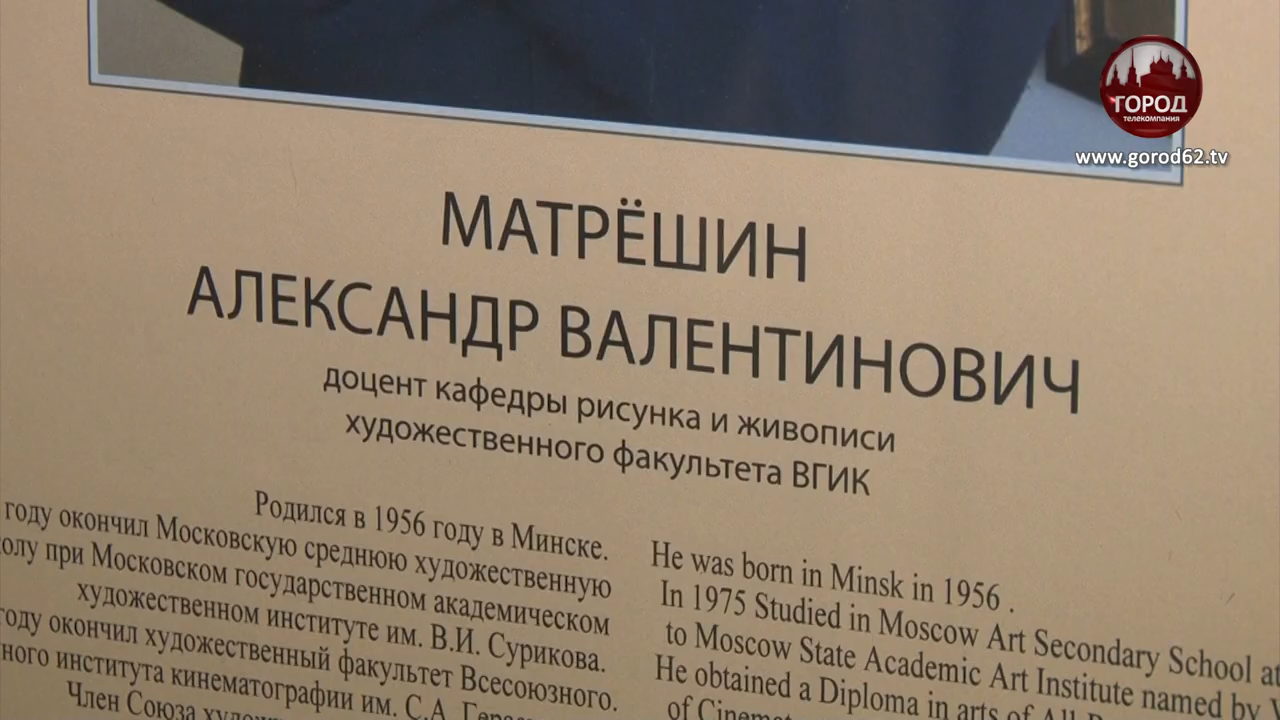 ГОРОД
телекомпания
www.gorod62.tv
МАТРЁШИН
АЛЕКСАНДР ВАЛЕНТИНОВИЧ
доцент кафедры рисунка и живописи
художественного факультета ВГИК
Родился в 1956 году в Минске.
году окончил Московскую среднюю художественную
при Московском государственном академическом
художественном институте им. В.И. Сурикова.
году окончил художественный факультет Всесоюзного
института кинематографии им. С.А.
Член Союза
He was born in Minsk in 1956 .
In 1975 Studied in Moscow Art Secondary School at
to Moscow State Academic Art Institute named by
He obtained a Diploma in arts of
of